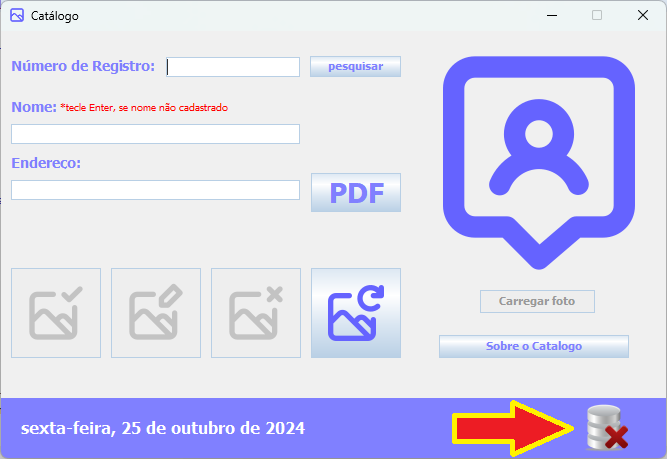 Catálogo
Número de Registro:
pesquisar
Nome: *tecle Enter, se nome não cadastrado
Endereço:
PDF
Carregar foto
Sobre o Catalogo
sexta-feira, 25 de outubro de 2024